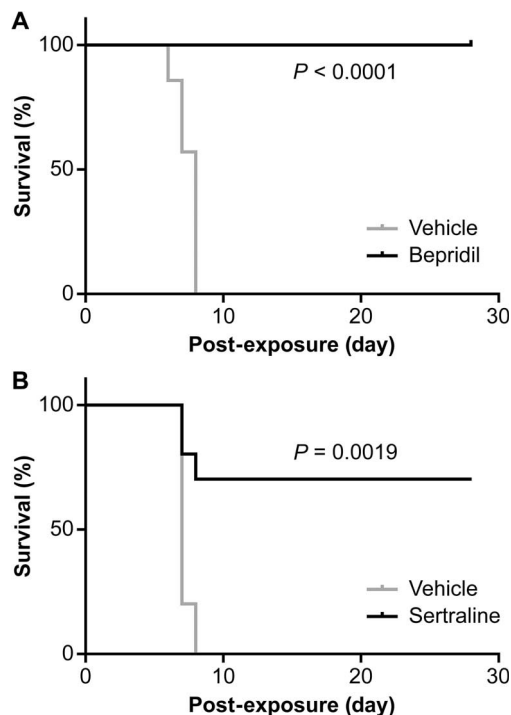 A
100
50
0
Survival (%)
P < 0.0001
Vehicle
Bepridil
0 10 20 30
Post-exposure (day)
B
100
50
0
Survival (%)
P = 0.0019
Vehicle
Sertraline
0 10 20 30
Post-exposure (day)